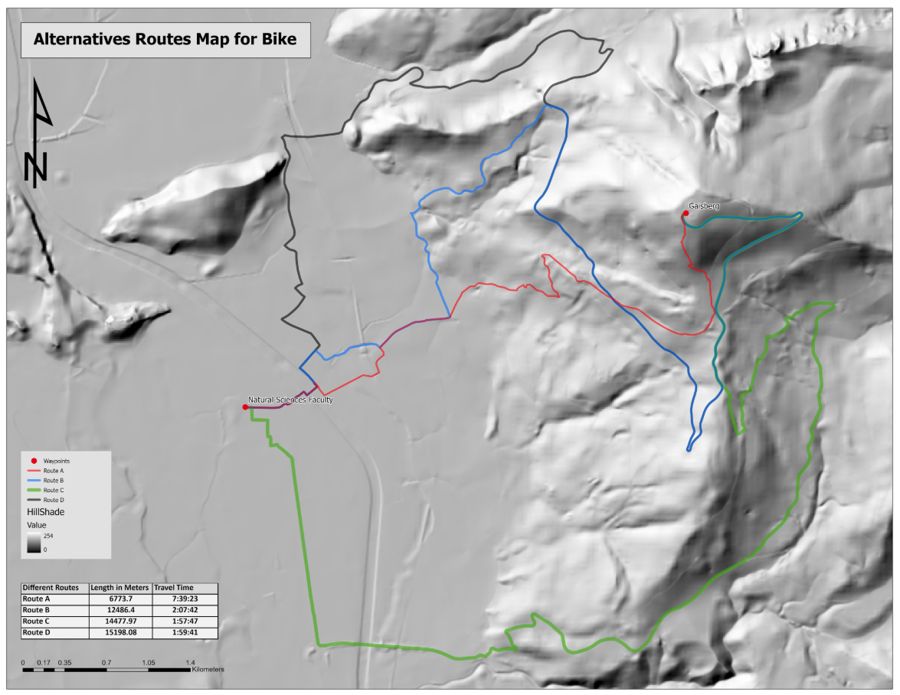 Alternatives Routes Map for Bike
N
Gaisberg
Natural Sciences Faculty
Waypoints
Route A
Route B
Route C
Route D
HillShade
Value
254
0
Different Routes Length in Meters Travel Time
Route A 6773.7 7:39:23
Route B 12486.4 2:07:42
Route C 14477.97 1:57:47
Route D 15198.08 1:59:41
0 0.17 0.35 0.7 1.05 1.4
Kilometers